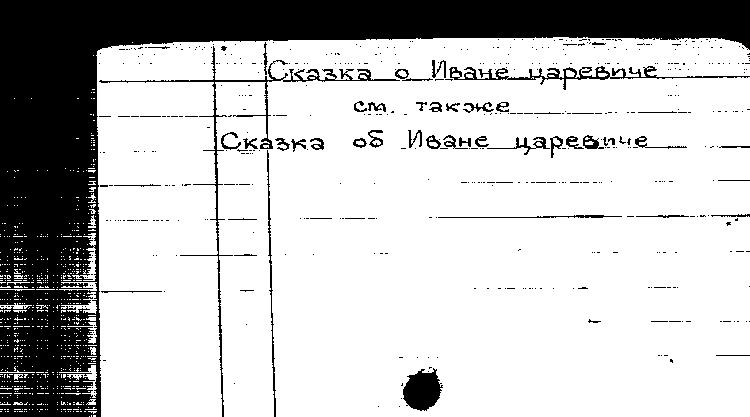 Сказка о Иване царевиче
см. также
Сказка об Иване царевиче